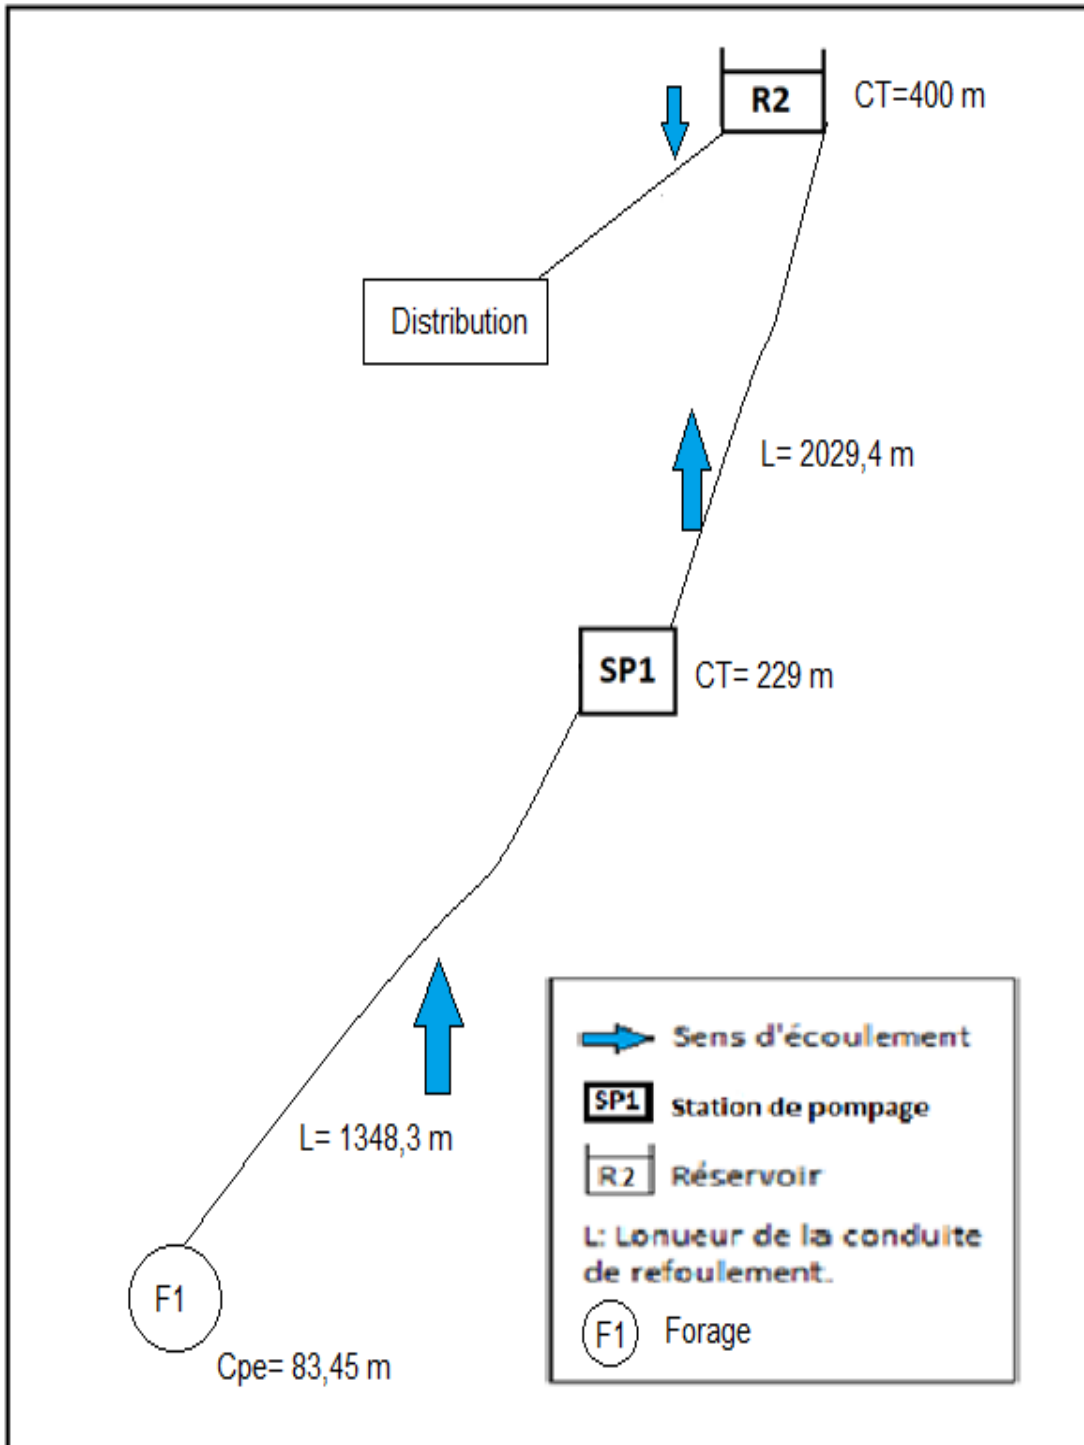 R2
CT=400 m
Distribution
L= 2029,4 m
SP1
CT= 229 m
L= 1348,3 m
F1
Cpe= 83,45 m
Sens d'écoulement
SP1 Station de pompage
R2 Réservoir
L: Lonueur de la conduite
de refoulement.
F1 Forage